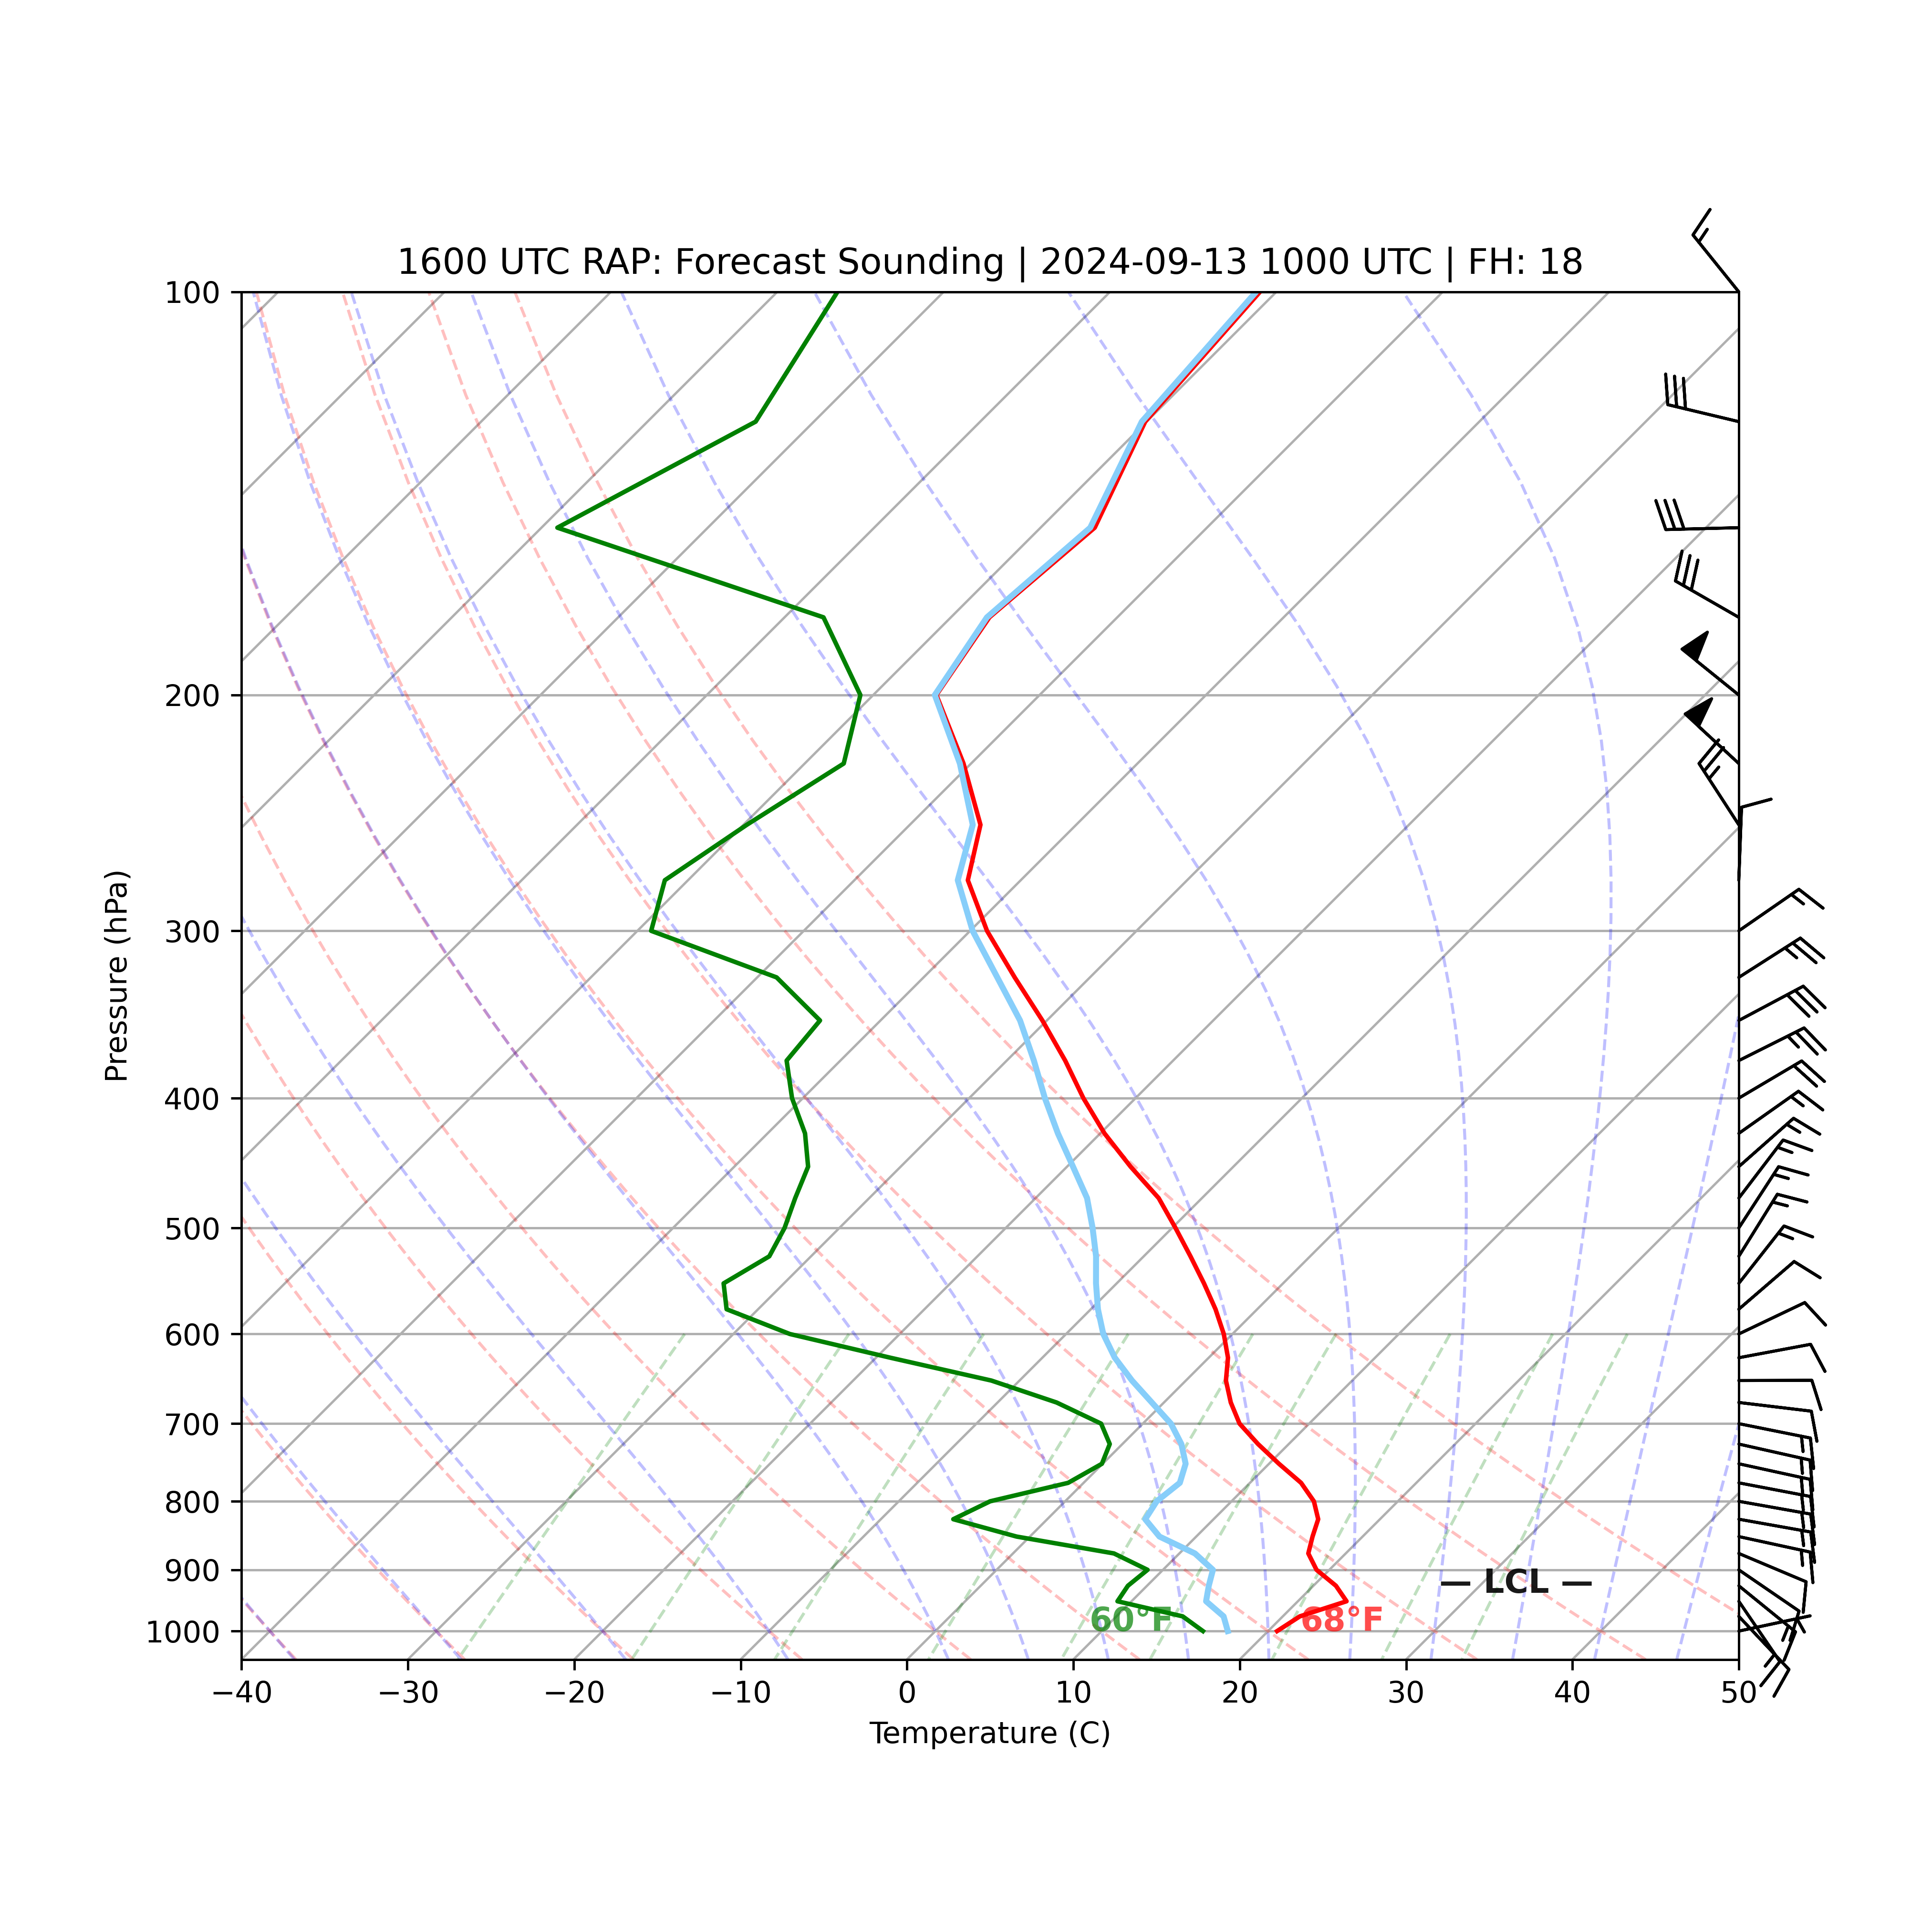 1600 UTC RAP: Forecast Sounding | 2024-09-13 1000 UTC | FH: 18
100
200
300
400
500
600
700
800
900
1000
Pressure (hPa)
— LCL —
60°F
68°F
−40 −30 −20 −10 0 10 20 30 40 50
Temperature (C)